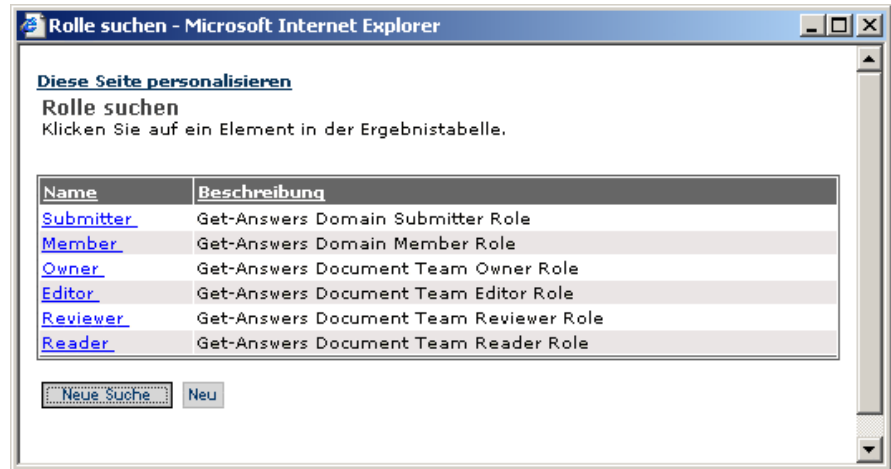 Rolle suchen - Microsoft Internet Explorer
Diese Seite personalisieren
Rolle suchen
Klicken Sie auf ein Element in der Ergebnistabelle.
Name Beschreibung
Submitter Get-Answers Domain Submitter Role
Member Get-Answers Domain Member Role
Owner Get-Answers Document Team Owner Role
Editor Get-Answers Document Team Editor Role
Reviewer Get-Answers Document Team Reviewer Role
Reader Get-Answers Document Team Reader Role
Neue Suche Neu